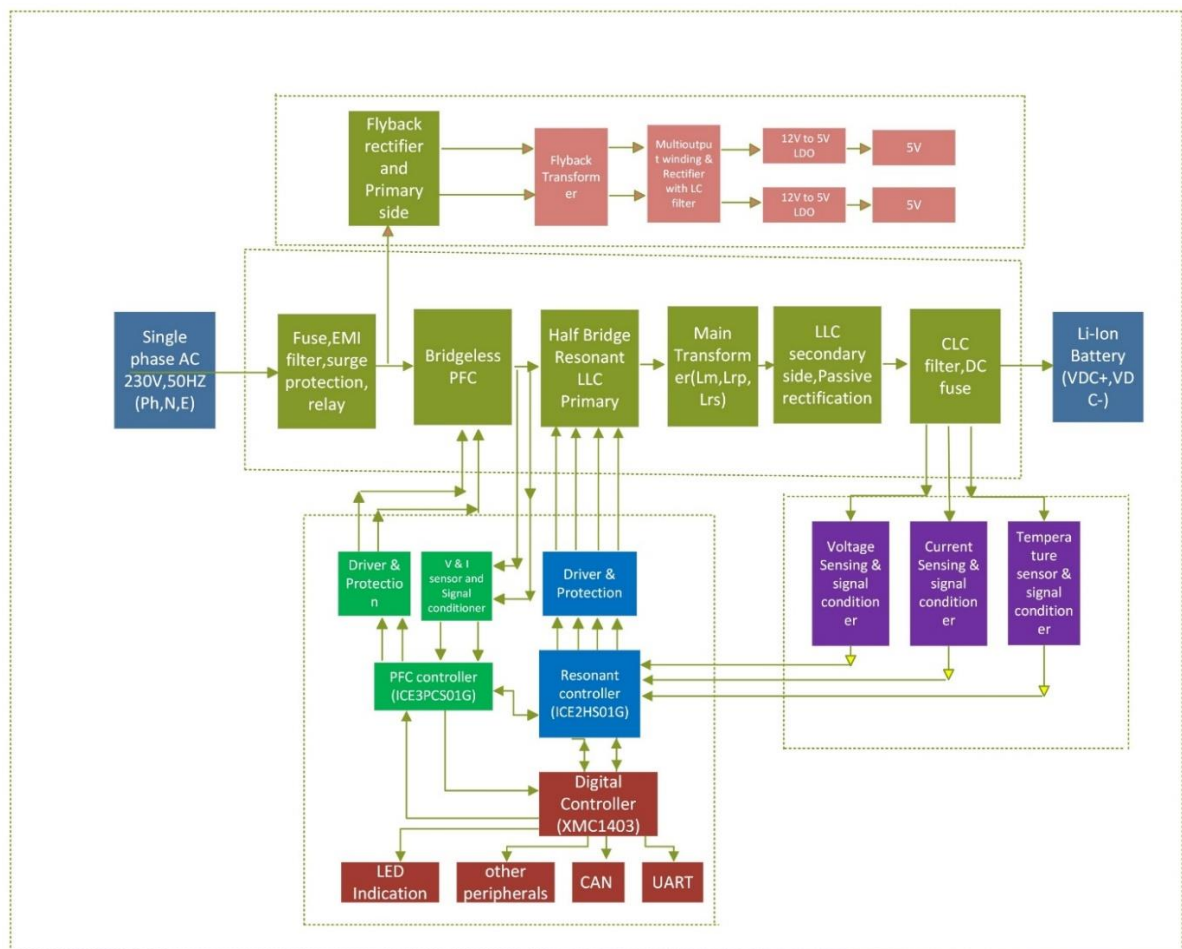 Flyback
rectifier
and
Primary
side
Flyback
Transform
er
Multioutpu
t winding &
Rectifier
with LC
filter
12V to 5V
LDO
5V
12V to 5V
LDO
5V
Single
phase AC
230V,50HZ
(Ph,N,E)
Fuse,EMI
filter,surge
protection,
relay
Bridgeless
PFC
Half Bridge
Resonant
LLC
Primary
Main
Transform
er(Lm,Lrp,
Lrs)
LLC
secondary
side,Passive
rectification
CLC
filter,DC
fuse
Li-Ion
Battery
(VDC+,VD
C-)
Driver &
Protectio
n
V & I
sensor and
Signal
conditioner
Driver &
Protection
Voltage
Sensing &
signal
condition
er
Current
Sensing &
signal
condition
er
Tempera
ture
sensor &
signal
condition
er
PFC controller
(ICE3PCS01G)
Resonant
controller
(ICE2HS01G)
Digital
Controller
(XMC1403)
LED
Indication
other
peripherals
CAN
UART